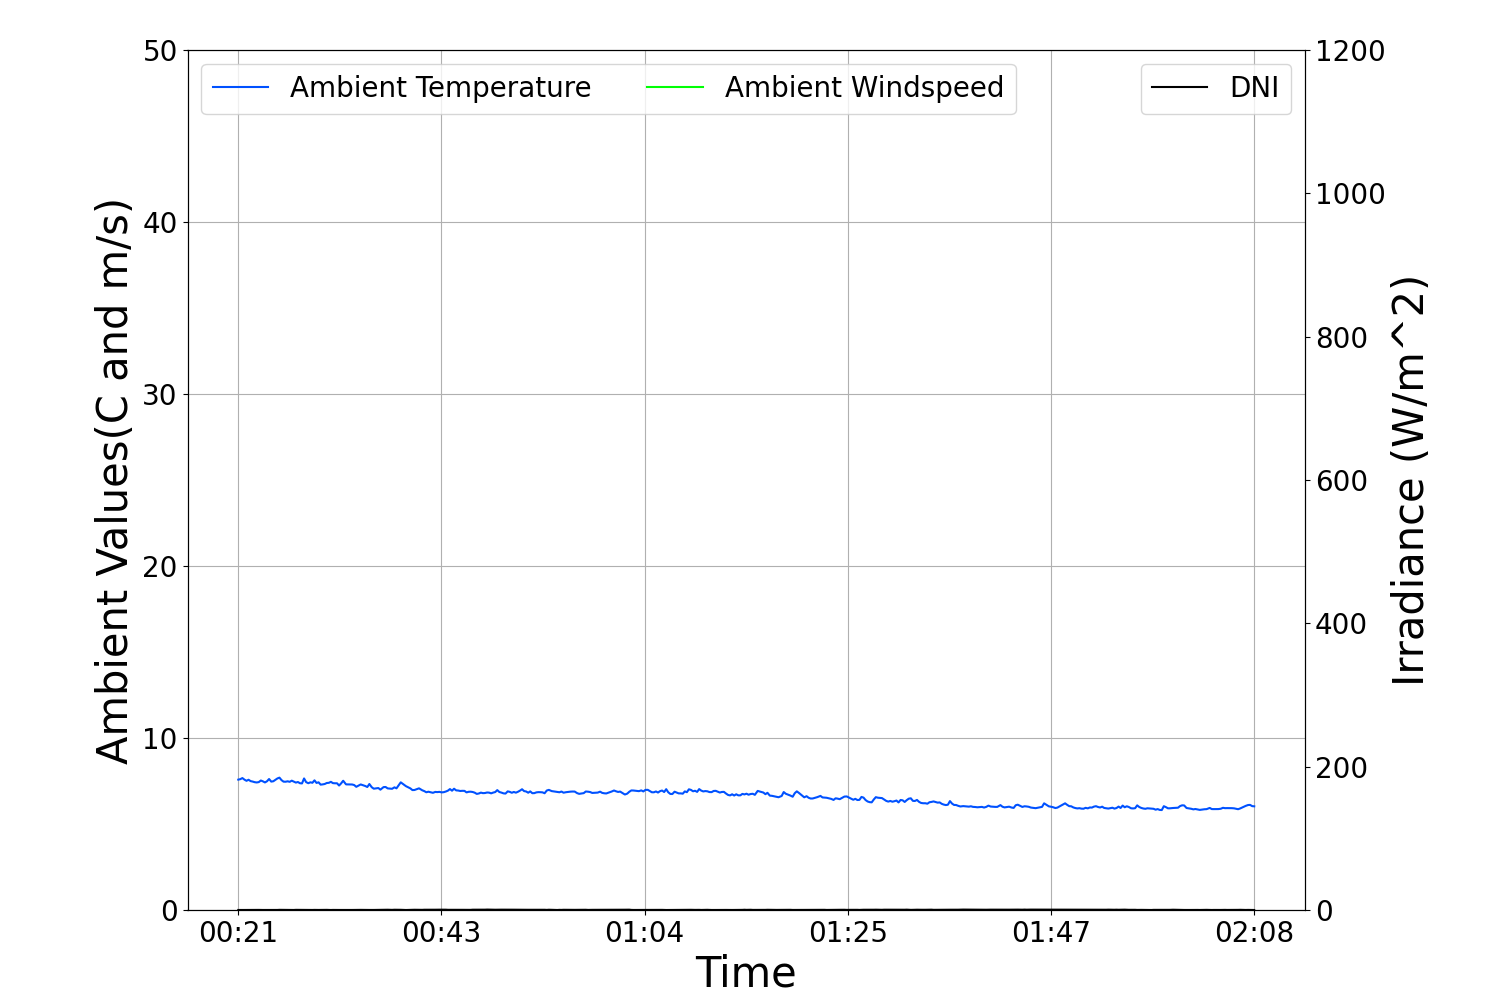 Ambient Temperature Ambient Windspeed DNI
Ambient Values(C and m/s)
50
40
30
20
10
0
1200
1000
800
600
400
200
0
Irradiance (W/m^2)
00:21 00:43 01:04 01:25 01:47 02:08
Time